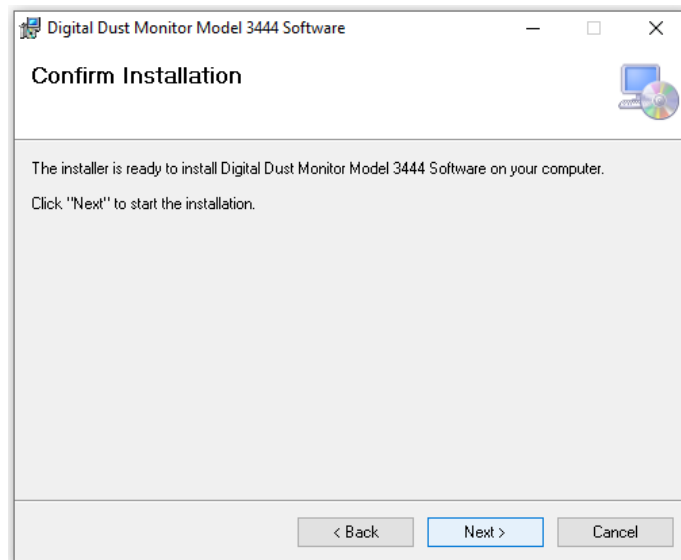 Digital Dust Monitor Model 3444 Software
Confirm Installation
The installer is ready to install Digital Dust Monitor Model 3444 Software on your computer.
Click "Next" to start the installation.
< Back
Next >
Cancel